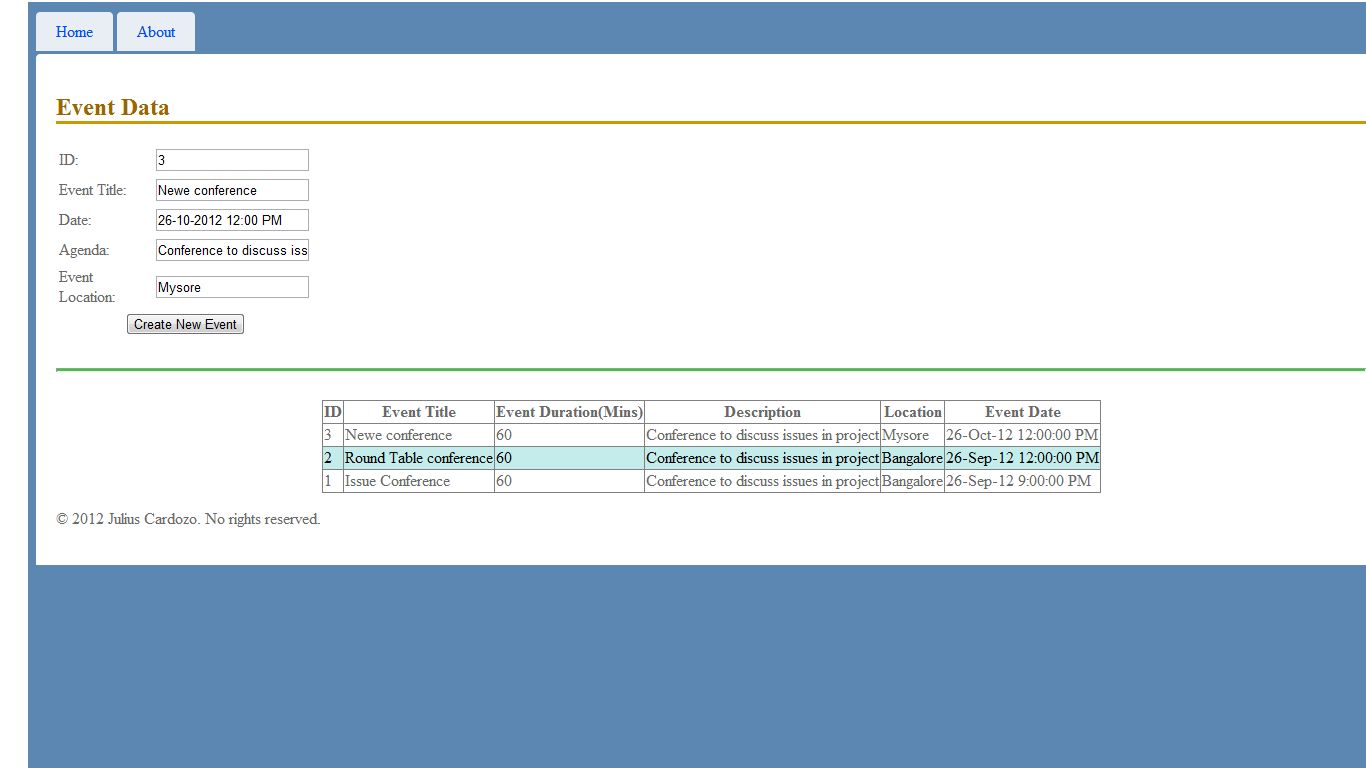 Home About
Event Data
ID: 3
Event Title: Newe conference
Date: 26-10-2012 12:00 PM
Agenda: Conference to discuss iss
Event
Location: Mysore
Create New Event
ID Event Title Event Duration(Mins) Description Location Event Date
3 Newe conference 60 Conference to discuss issues in project Mysore 26-Oct-12 12:00:00 PM
2 Round Table conference 60 Conference to discuss issues in project Bangalore 26-Sep-12 12:00:00 PM
1 Issue Conference 60 Conference to discuss issues in project Bangalore 26-Sep-12 9:00:00 PM
© 2012 Julius Cardozo. No rights reserved.